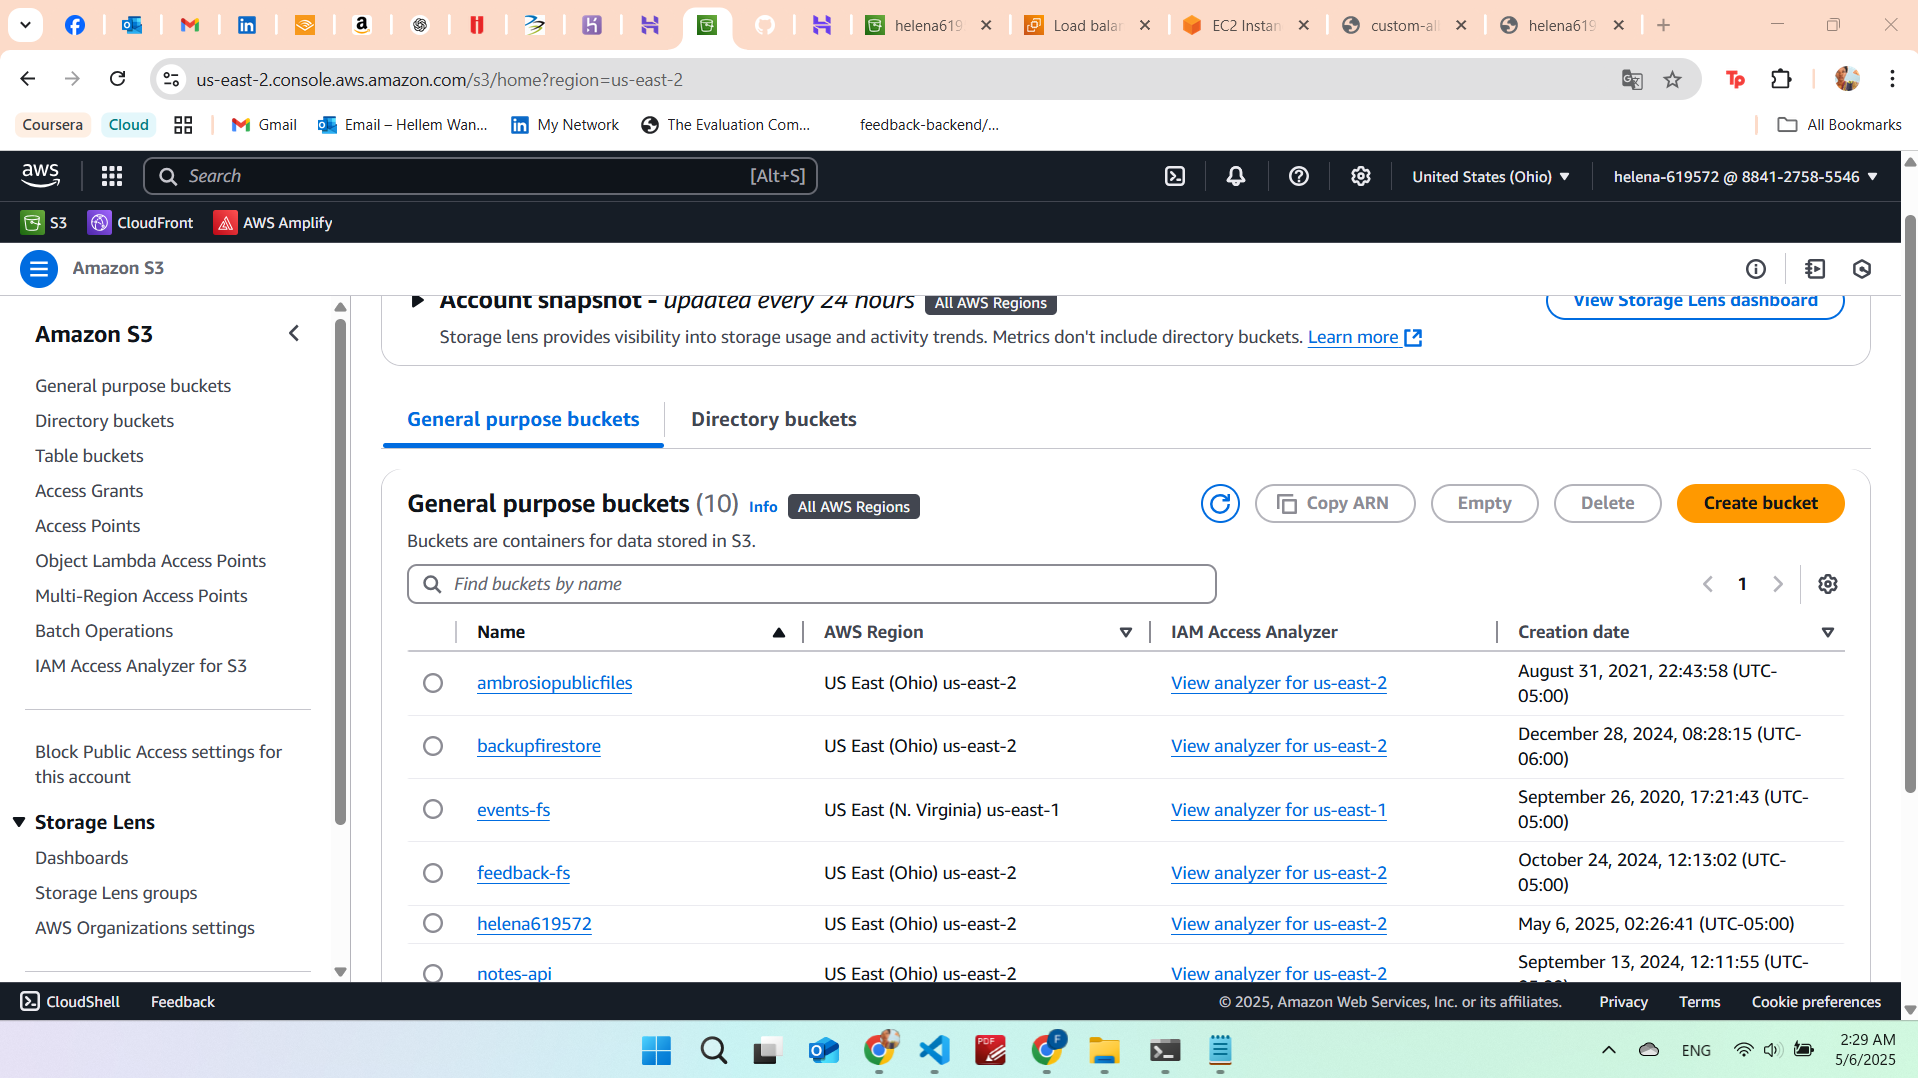 helena619
Load balar
EC2 Instan
custom-ali
helena619
us-east-2.console.aws.amazon.com/s3/home?region=us-east-2
Coursera
Cloud
Gmail
Email – Hellem Wan...
My Network
The Evaluation Com...
feedback-backend/...
All Bookmarks
aws
Search
[Alt+S]
United States (Ohio)
helena-619572 @ 8841-2758-5546
S3
CloudFront
AWS Amplify
Amazon S3
Amazon S3
General purpose buckets
Directory buckets
Table buckets
Access Grants
Access Points
Object Lambda Access Points
Multi-Region Access Points
Batch Operations
IAM Access Analyzer for S3
Block Public Access settings for
this account
Storage Lens
Dashboards
Storage Lens groups
AWS Organizations settings
Account snapshot - updated every 24 hours
All AWS Regions
View Storage Lens dashboard
Storage lens provides visibility into storage usage and activity trends. Metrics don't include directory buckets. Learn more
General purpose buckets
Directory buckets
General purpose buckets (10)
Info
All AWS Regions
Copy ARN
Empty
Delete
Create bucket
Buckets are containers for data stored in S3.
Find buckets by name
1
Name
AWS Region
IAM Access Analyzer
Creation date
ambrosiopublicfiles
US East (Ohio) us-east-2
View analyzer for us-east-2
August 31, 2021, 22:43:58 (UTC-
05:00)
backupfirestore
US East (Ohio) us-east-2
View analyzer for us-east-2
December 28, 2024, 08:28:15 (UTC-
06:00)
events-fs
US East (N. Virginia) us-east-1
View analyzer for us-east-1
September 26, 2020, 17:21:43 (UTC-
05:00)
feedback-fs
US East (Ohio) us-east-2
View analyzer for us-east-2
October 24, 2024, 12:13:02 (UTC-
05:00)
helena619572
US East (Ohio) us-east-2
View analyzer for us-east-2
May 6, 2025, 02:26:41 (UTC-05:00)
notes-api
US East (Ohio) us-east-2
View analyzer for us-east-2
September 13, 2024, 12:11:55 (UTC-
05:00)
CloudShell
Feedback
© 2025, Amazon Web Services, Inc. or its affiliates.
Privacy
Terms
Cookie preferences
PDF
F
ENG
2:29 AM
5/6/2025